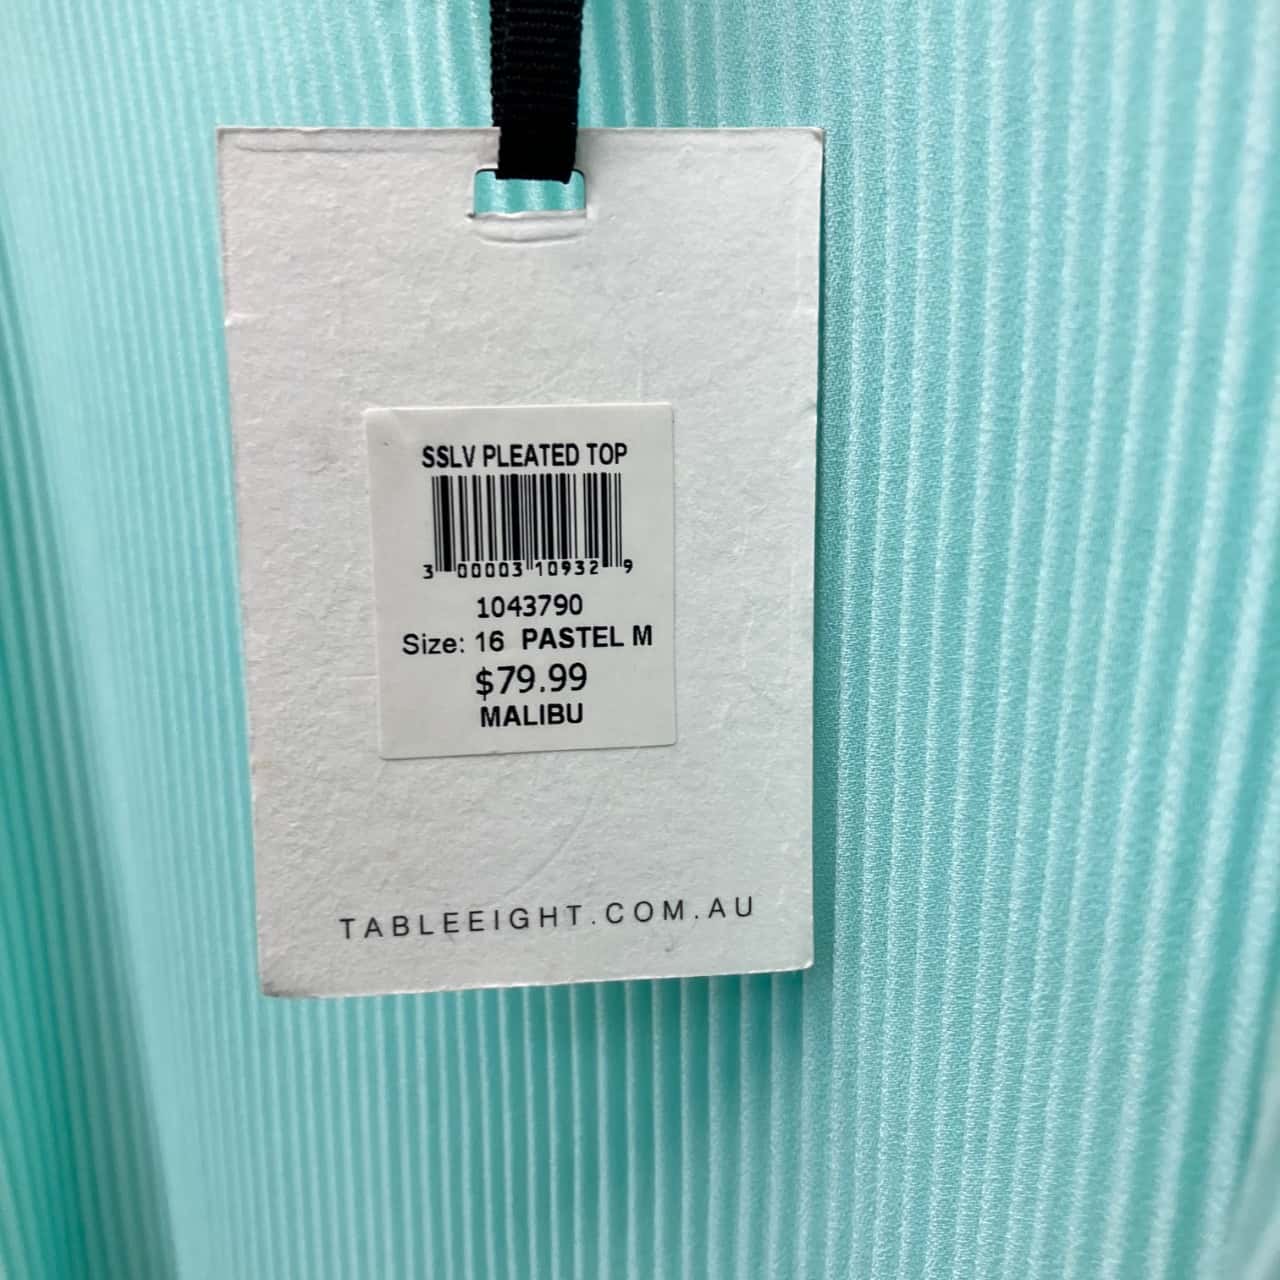 SSLV PLEATED TOP
3 00003 10932 9
1043790
Size: 16 PASTEL M
$79.99
MALIBU
TABLEEIGHT.COM.AU